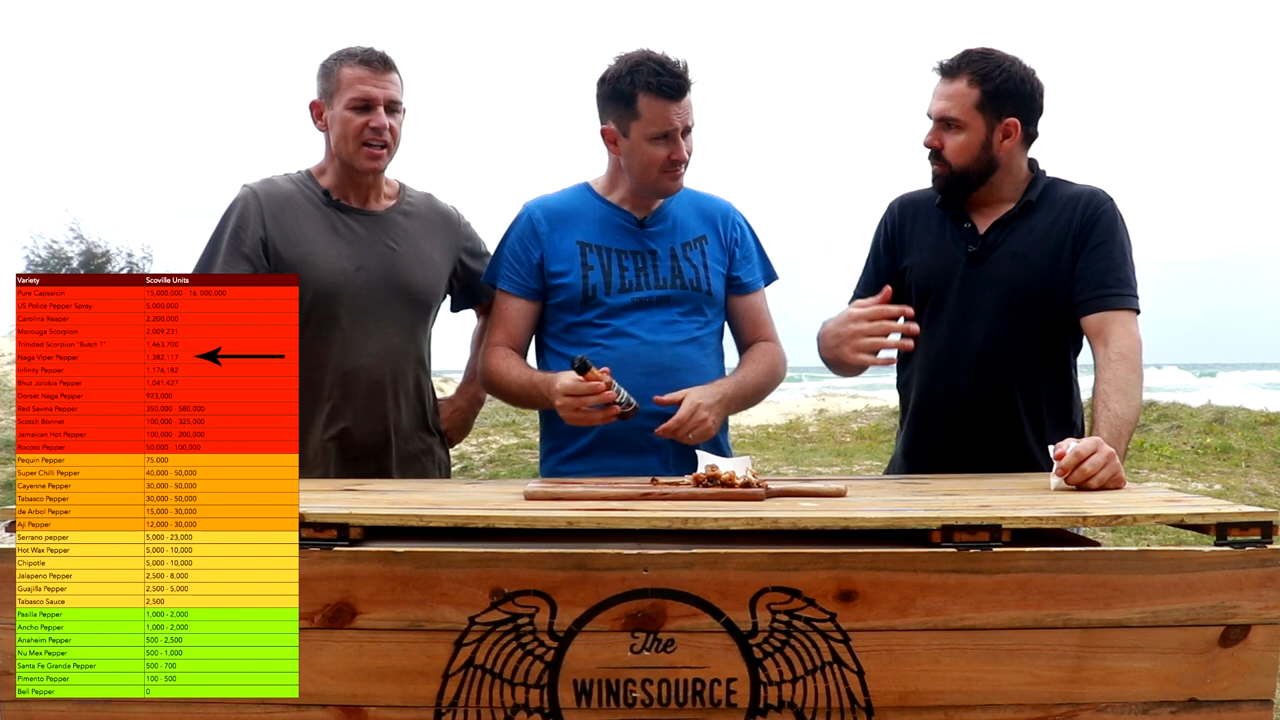 Variety Scoville Units
Pure Capsaicin 15,000,000 - 16,000,000
US Police Pepper Spray 5,000,000
Carolina Reaper 2,200,000
Morouga Scorpion 2,009,231
Trinidad Scorpion "Butch T" 1,463,700
Naga Viper Pepper 1,382,117
Infinity Pepper 1,176,182
Bhut Jolokia Pepper 1,041,427
Dorset Naga Pepper 923,000
Red Savina Pepper 350,000 - 580,000
Scotch Bonnet 100,000 - 325,000
Jamaican Hot Pepper 100,000 - 200,000
Rocoto Pepper 50,000 - 100,000
Pequin Pepper 75,000
Super Chilli Pepper 40,000 - 50,000
Cayenne Pepper 30,000 - 50,000
Tabasco Pepper 30,000 - 50,000
de Arbol Pepper 15,000 - 30,000
Aji Pepper 12,000 - 30,000
Serrano pepper 5,000 - 23,000
Hot Wax Pepper 5,000 - 10,000
Chipotle 5,000 - 10,000
Jalapeno Pepper 2,500 - 8,000
Guajilla Pepper 2,500 - 5,000
Tabasco Sauce 2,500
Pasilla Pepper 1,000 - 2,000
Ancho Pepper 1,000 - 2,000
Anaheim Pepper 500 - 2,500
Nu Mex Pepper 500 - 1,000
Santa Fe Grande Pepper 500 - 700
Pimento Pepper 100 - 500
Bell Pepper 0
EVERLAST
SINCE 1910
The
WINGSOURCE